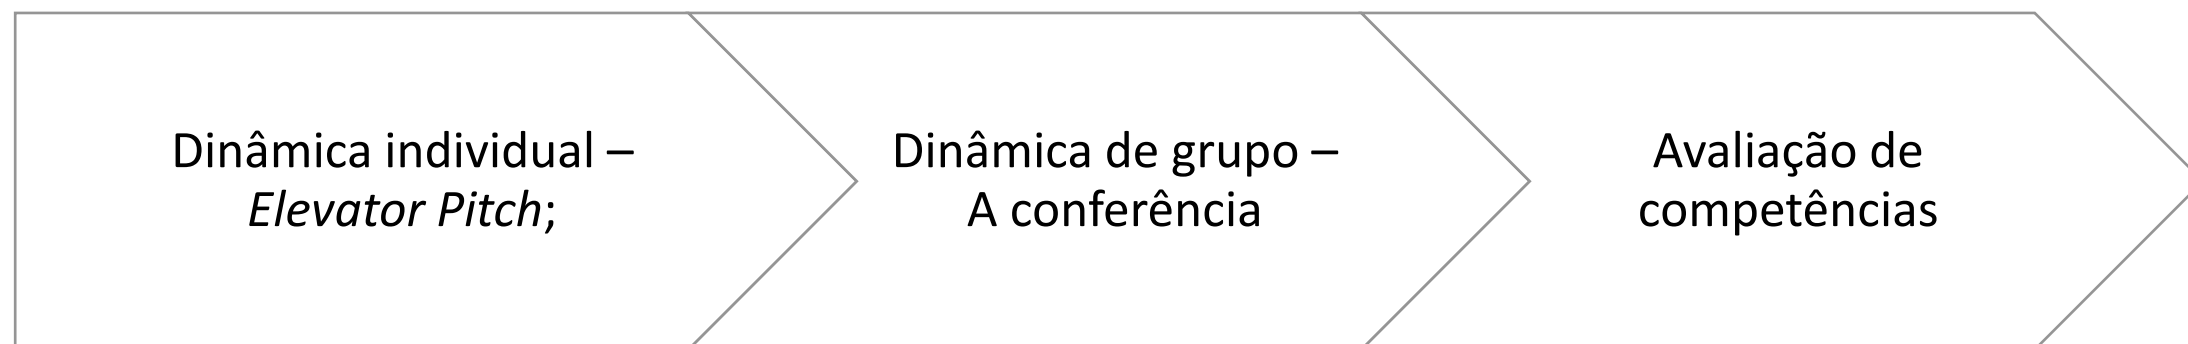 Dinâmica individual –
Elevator Pitch;
Dinâmica de grupo –
A conferência
Avaliação de
competências